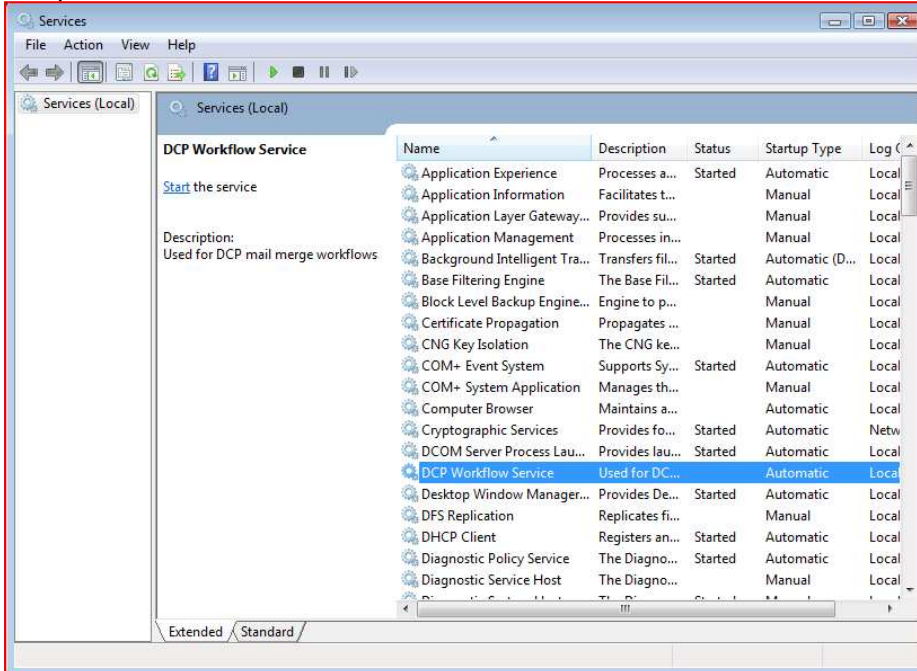 Services
File Action View Help
Services (Local)
Services (Local)
DCP Workflow Service
Start the service
Description:
Used for DCP mail merge workflows
Name Description Status Startup Type Log
Application Experience Processes a... Started Automatic Local
Application Information Facilitates t... Manual Local
Application Layer Gateway... Provides su... Manual Local
Application Management Processes in... Manual Local
Background Intelligent Tra... Transfers fil... Started Automatic (D... Local
Base Filtering Engine The Base Fil... Started Automatic Local
Block Level Backup Engine... Engine to p... Manual Local
Certificate Propagation Propagates ... Manual Local
CNG Key Isolation The CNG ke... Manual Local
COM+ Event System Supports Sy... Started Automatic Local
COM+ System Application Manages th... Manual Local
Computer Browser Maintains a... Automatic Local
Cryptographic Services Provides fo... Started Automatic Netw
DCOM Server Process Lau... Provides lau... Started Automatic Local
DCP Workflow Service Used for DC... Automatic Local
Desktop Window Manager... Provides De... Started Automatic Local
DFS Replication Replicates fi... Manual Local
DHCP Client Registers an... Started Automatic Local
Diagnostic Policy Service The Diagno... Started Automatic Local
Diagnostic Service Host The Diagno... Manual Local
Extended Standard